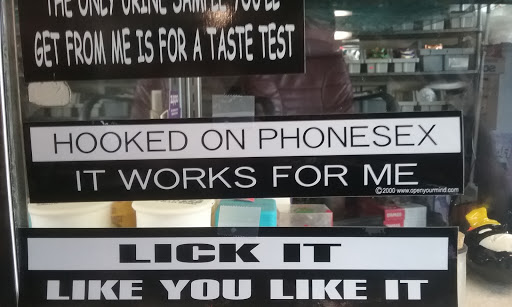 THE ONLY URINE SAMPLE YOU'LL
GET FROM ME IS FOR A TASTE TEST
HOOKED ON PHONESEX
IT WORKS FOR ME
©2000 www.openyourmind.com
LICK IT
LIKE YOU LIKE IT